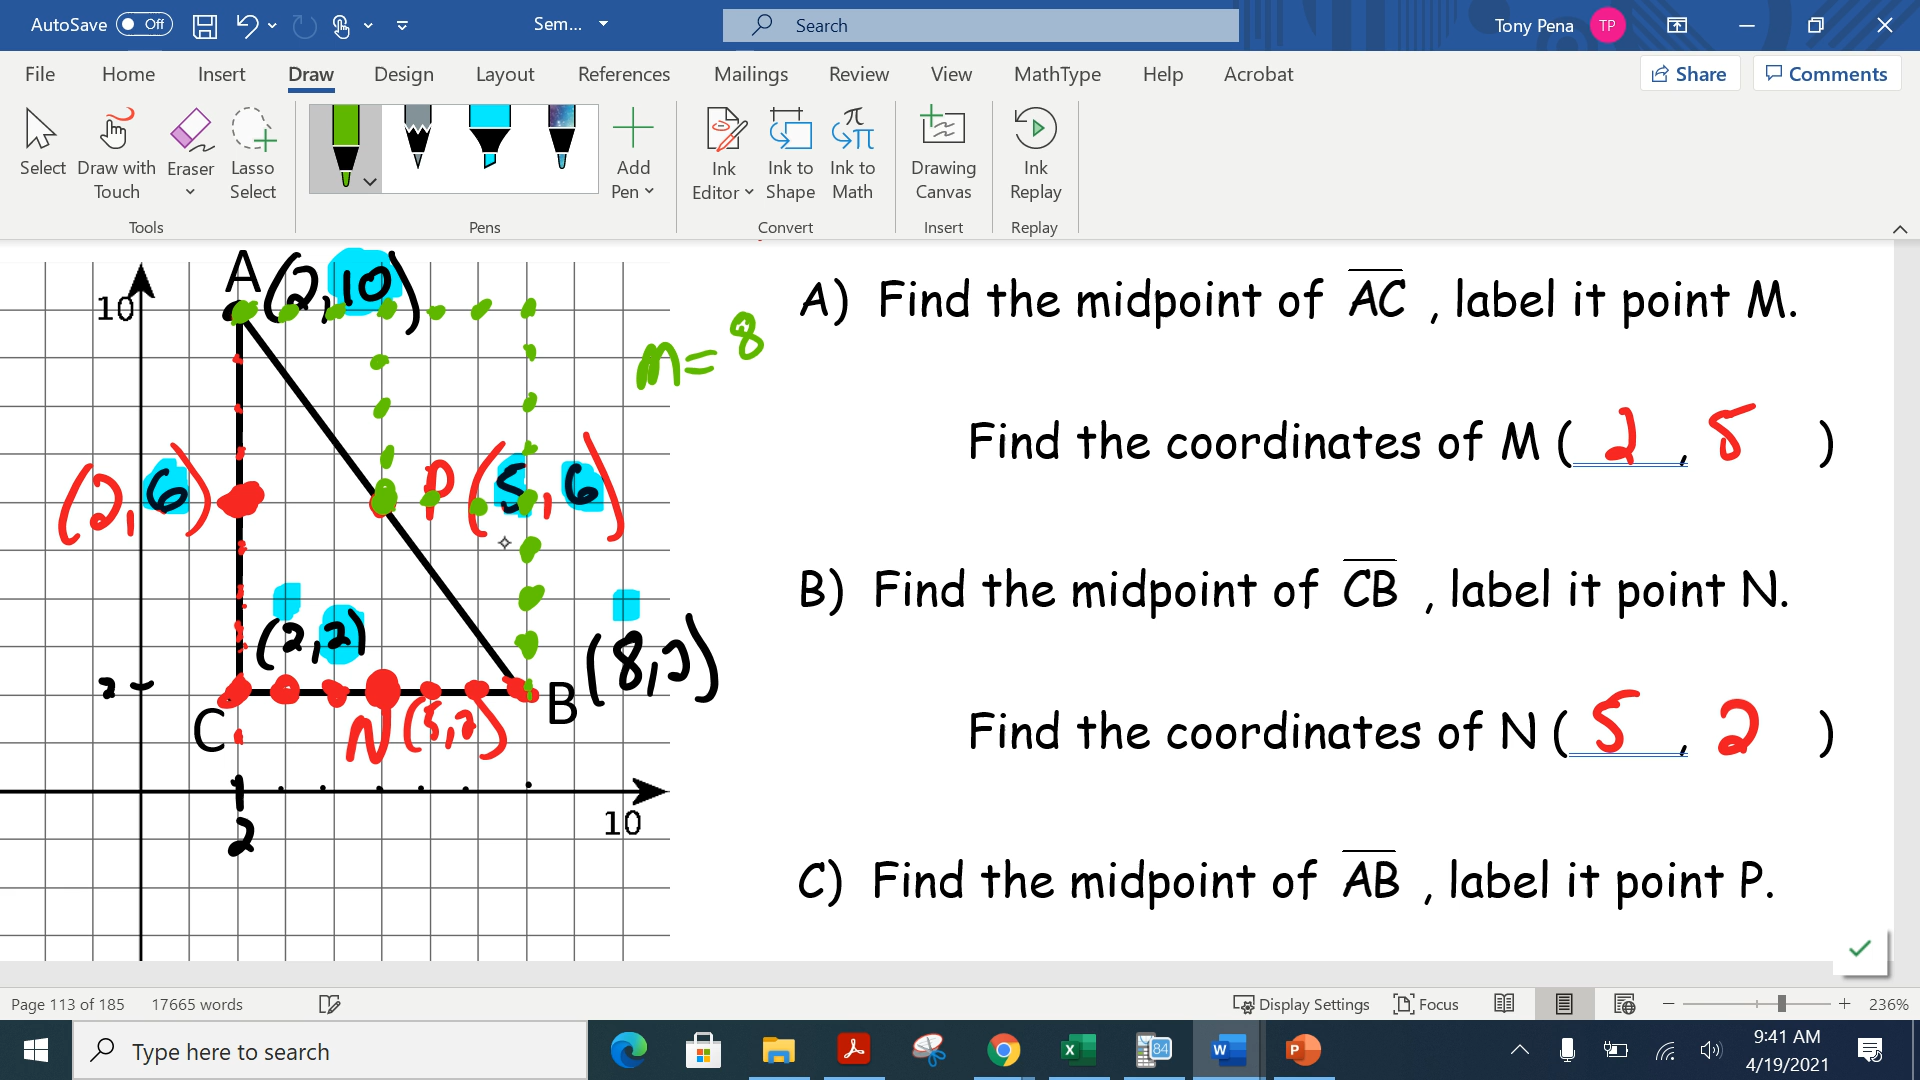 AutoSave Off Sem... Search Tony Pena TP
File Home Insert Draw Design Layout References Mailings Review View MathType Help Acrobat Share Comments
Select Draw with Touch Eraser Lasso Select Add Pen Ink Editor Ink to Shape Ink to Math Drawing Canvas Ink Replay
Tools Pens Convert Insert Replay
A (2, 10)
10
m = 8
(2, 6)
P (5, 6)
(2, 2)
(8, 2)
2
C
N (5, 2)
B
10
2
A) Find the midpoint of AC , label it point M.
Find the coordinates of M ( 2 , 5 )
B) Find the midpoint of CB , label it point N.
Find the coordinates of N ( 5 , 2 )
C) Find the midpoint of AB , label it point P.
Page 113 of 185 17665 words Display Settings Focus 236%
Type here to search 84 9:41 AM
4/19/2021